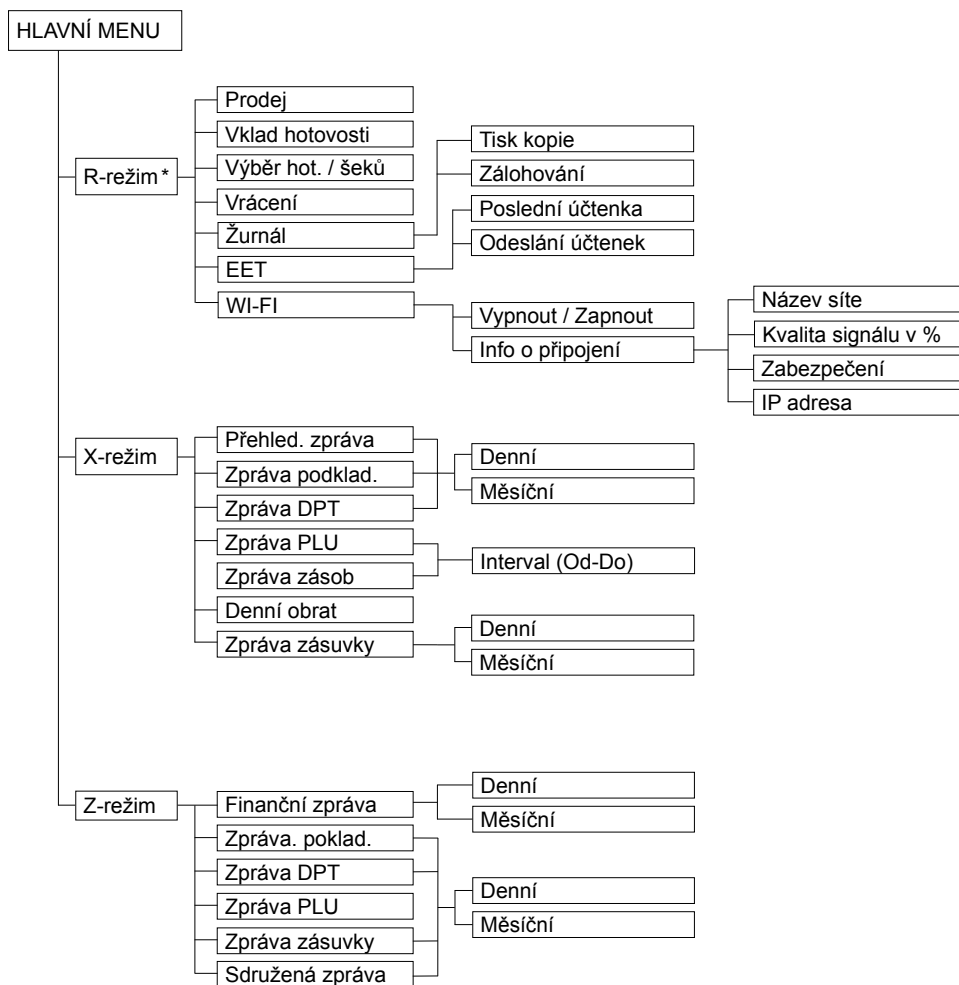 HLAVNÍ MENU
R-režim *
Prodej
Vklad hotovosti
Výběr hot. / šeků
Vrácení
Žurnál
EET
WI-FI
Tisk kopie
Zálohování
Poslední účtenka
Odeslání účtenek
Vypnout / Zapnout
Info o připojení
Název síte
Kvalita signálu v %
Zabezpečení
IP adresa
X-režim
Přehled. zpráva
Zpráva podklad.
Zpráva DPT
Zpráva PLU
Zpráva zásob
Denní obrat
Zpráva zásuvky
Denní
Měsíční
Interval (Od-Do)
Denní
Měsíční
Z-režim
Finanční zpráva
Zpráva. poklad.
Zpráva DPT
Zpráva PLU
Zpráva zásuvky
Sdružená zpráva
Denní
Měsíční
Denní
Měsíční